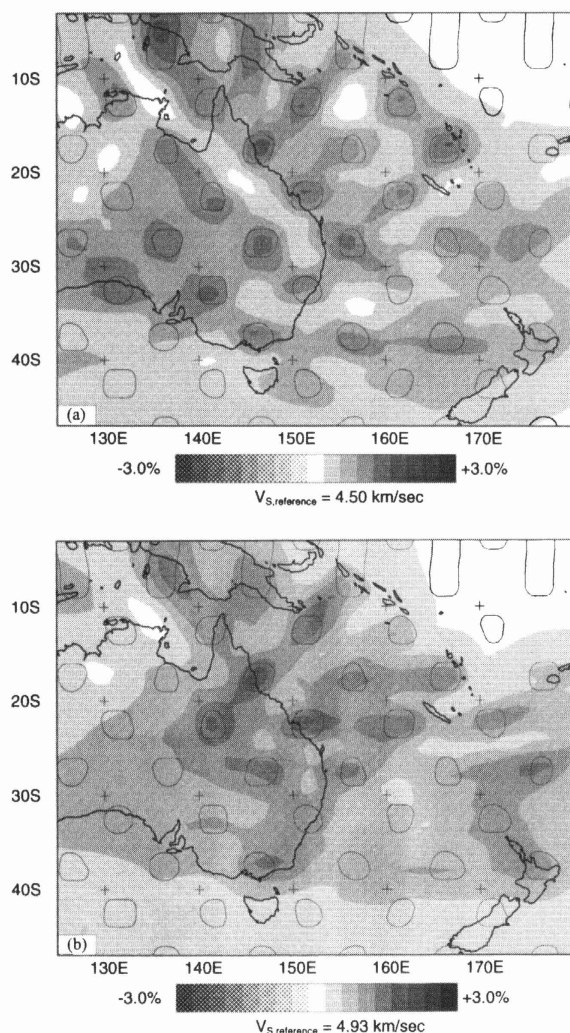 10S
20S
30S
40S
(a)
130E 140E 150E 160E 170E
-3.0% +3.0%
V_S,reference = 4.50 km/sec
10S
20S
30S
40S
(b)
130E 140E 150E 160E 170E
-3.0% +3.0%
V_S,reference = 4.93 km/sec